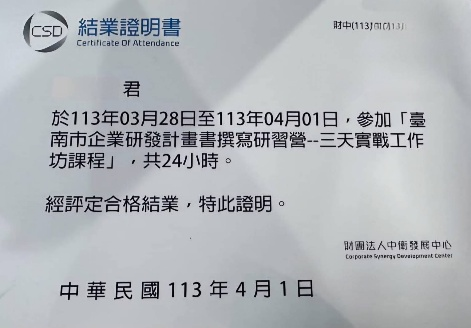 CSD
結業證明書
Certificate Of Attendance
財中(113)
君
於113年03月28日至113年04月01日，參加「臺
南市企業研發計畫書撰寫研習營--三天實戰工作
坊課程」，共24小時。
經評定合格結業，特此證明。
財團法人中衛發展中心
Corporate Synergy Development Center
中華民國113年4月1日